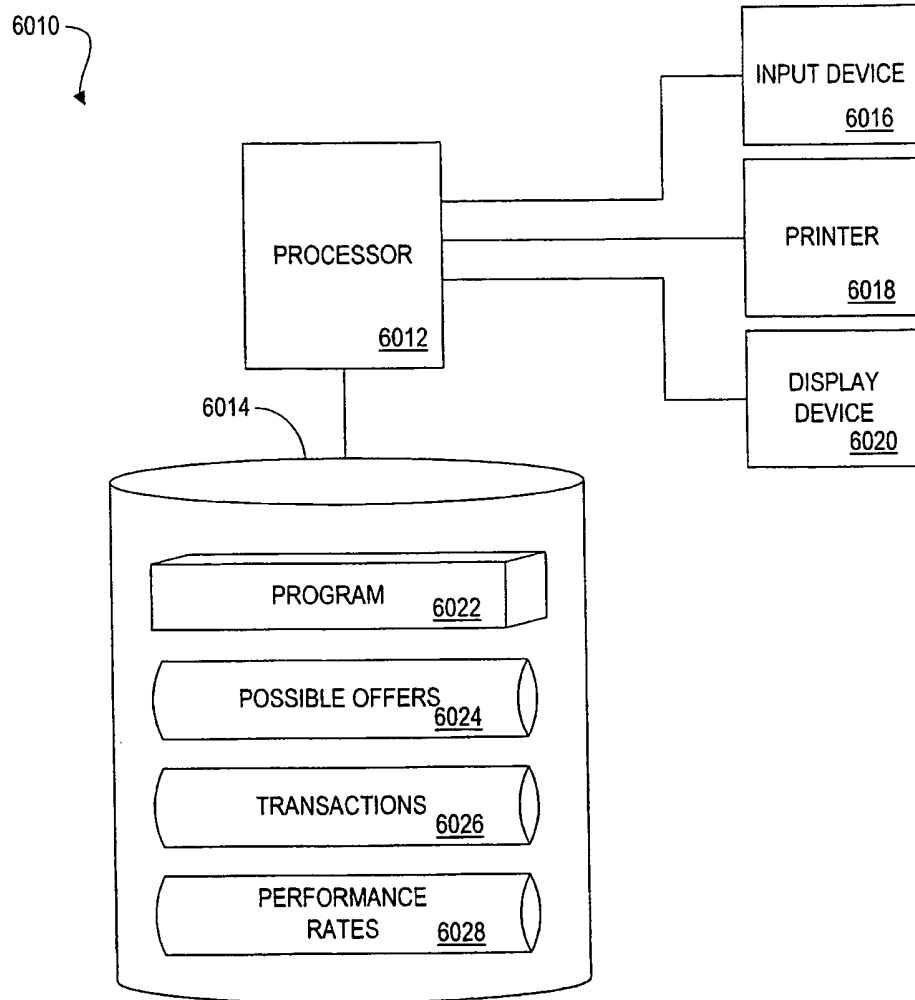 6010
INPUT DEVICE
6016
PROCESSOR
6012
PRINTER
6018
DISPLAY
DEVICE
6020
6014
PROGRAM
6022
POSSIBLE OFFERS
6024
TRANSACTIONS
6026
PERFORMANCE
RATES
6028